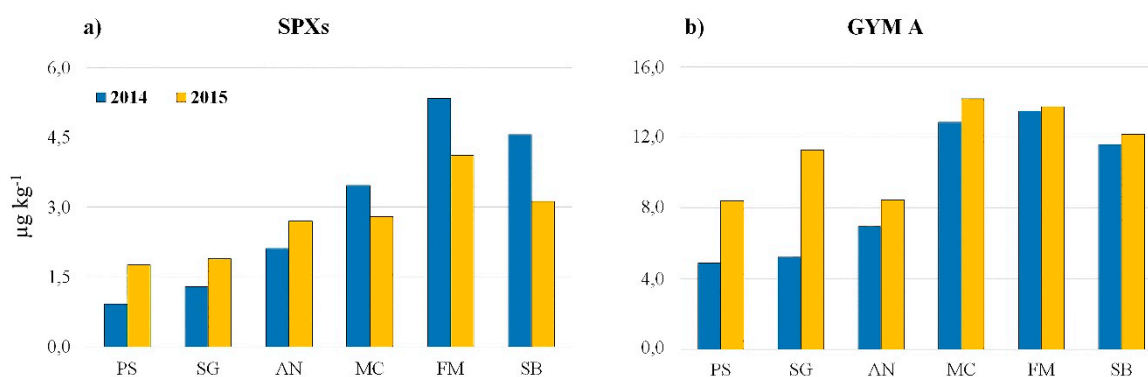 a) SPXs
6,0
4,5
3,0
1,5
0,0
µg kg-1
2014 2015
PS SG AN MC FM SB
b) GYM A
16,0
12,0
8,0
4,0
0,0
PS SG AN MC FM SB